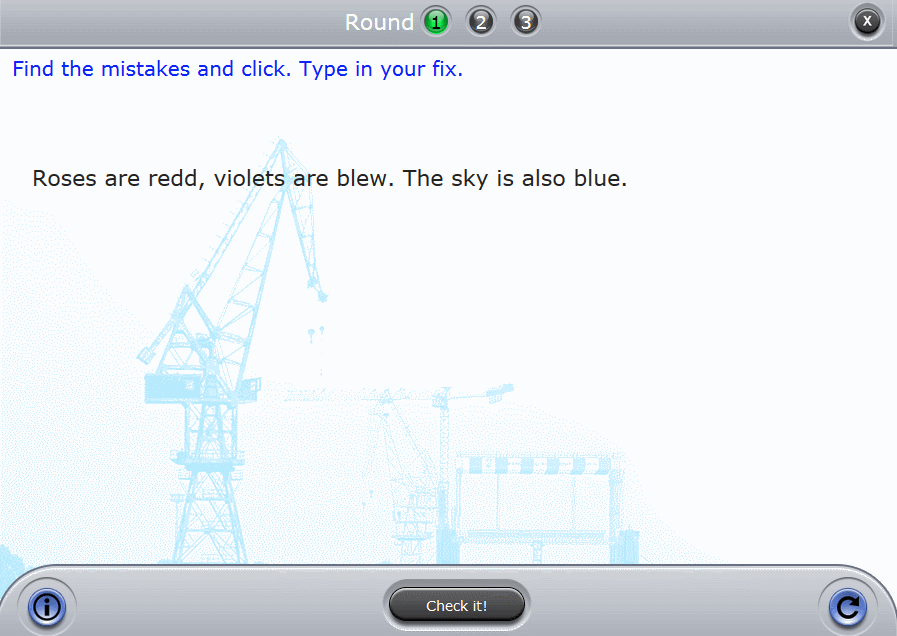 Round 1 2 3 X
Find the mistakes and click. Type in your fix.
Roses are redd, violets are blew. The sky is also blue.
i Check it!